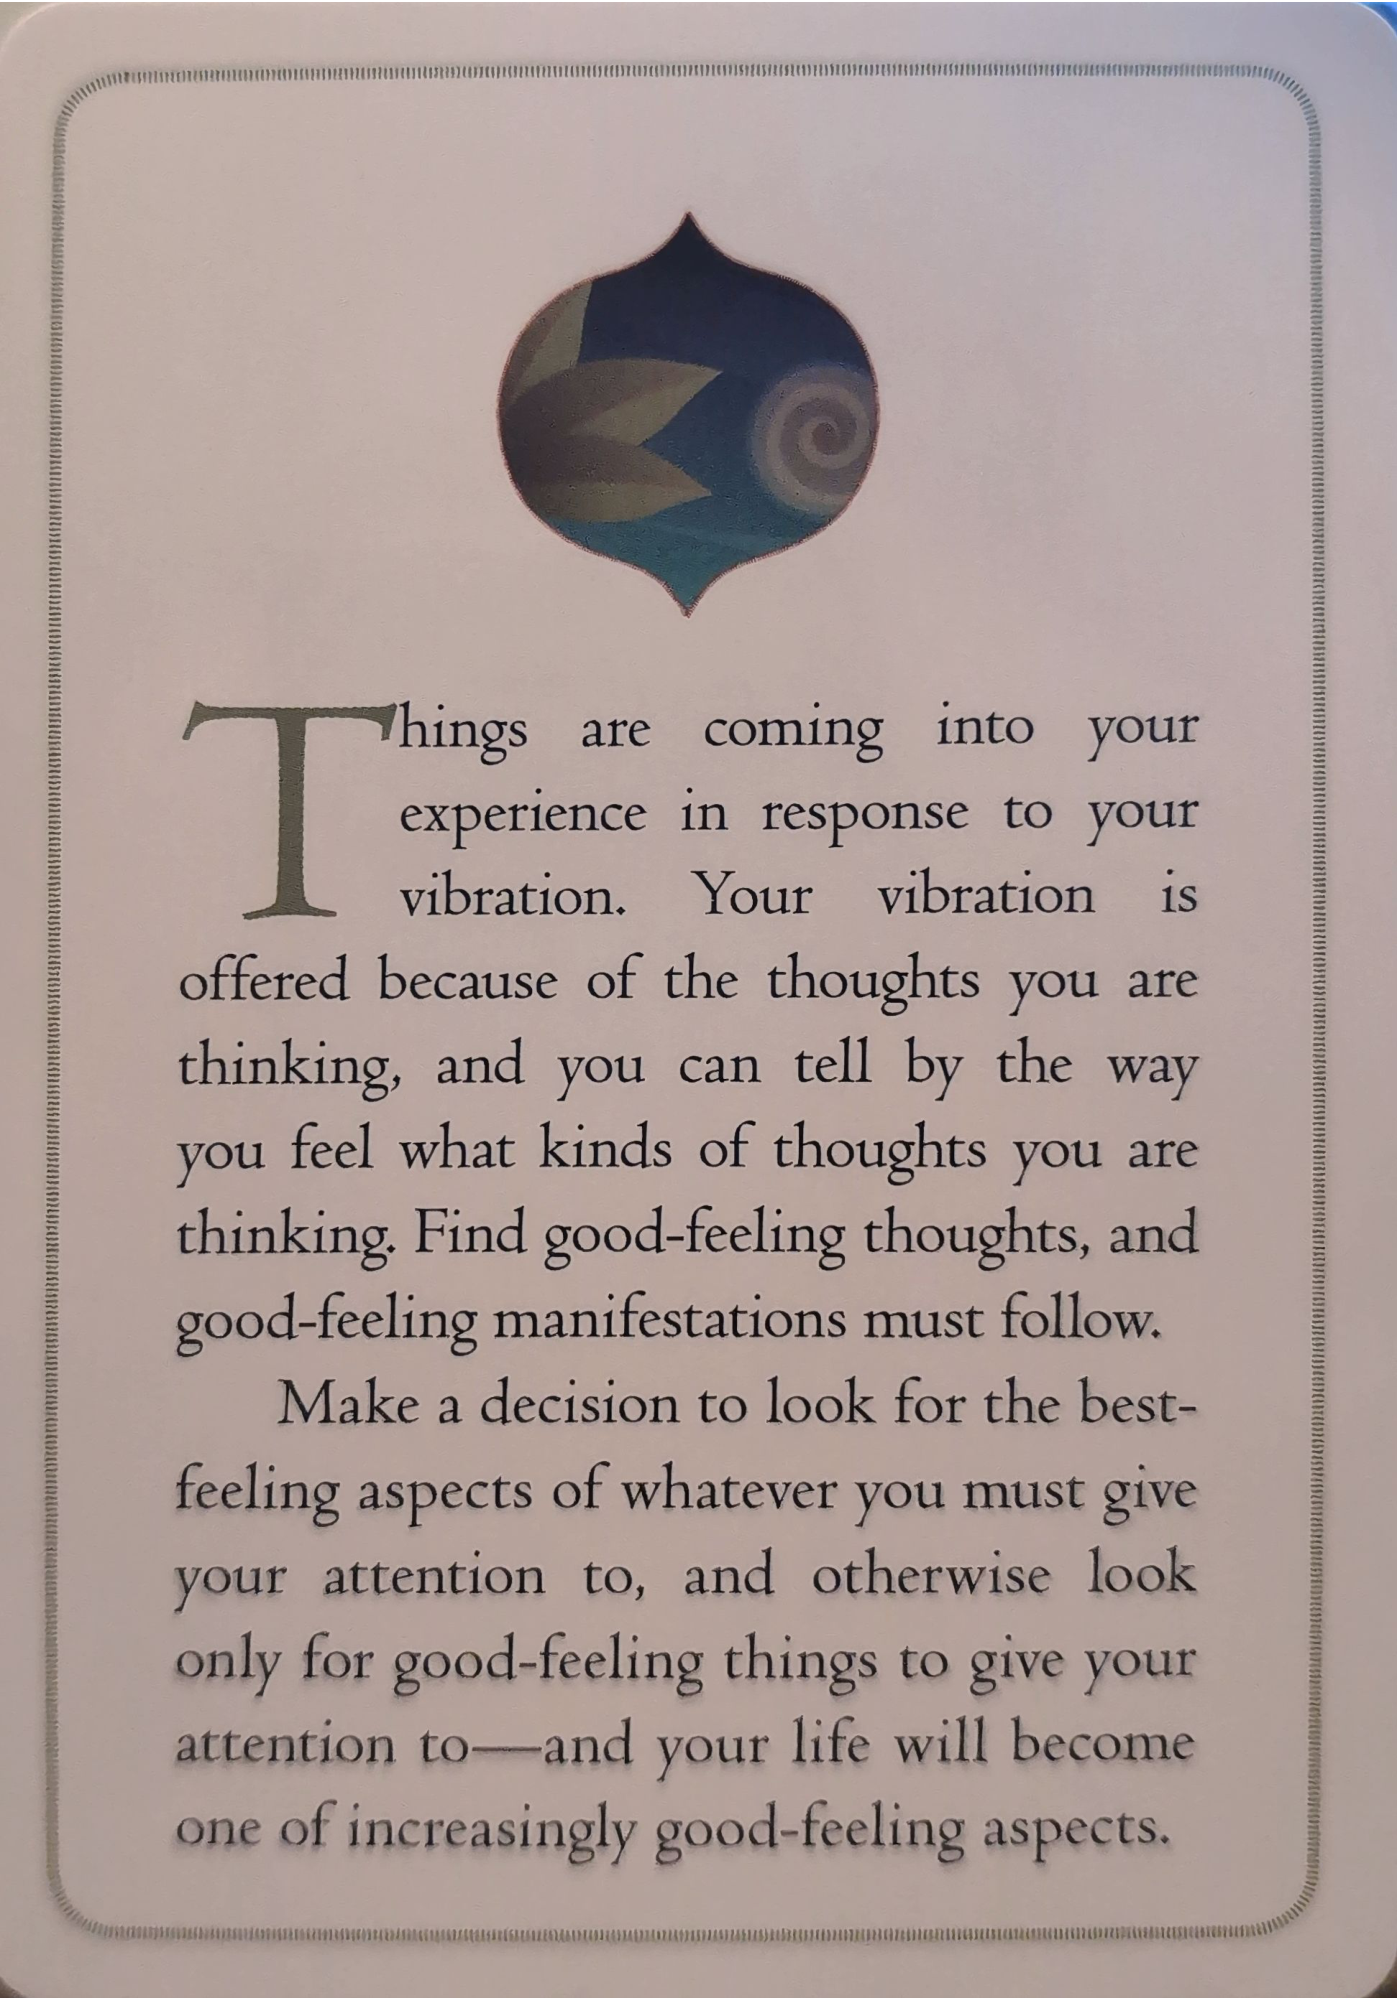 Things are coming into your
experience in response to your
vibration. Your vibration is
offered because of the thoughts you are
thinking, and you can tell by the way
you feel what kinds of thoughts you are
thinking. Find good-feeling thoughts, and
good-feeling manifestations must follow.
Make a decision to look for the best-
feeling aspects of whatever you must give
your attention to, and otherwise look
only for good-feeling things to give your
attention to—and your life will become
one of increasingly good-feeling aspects.